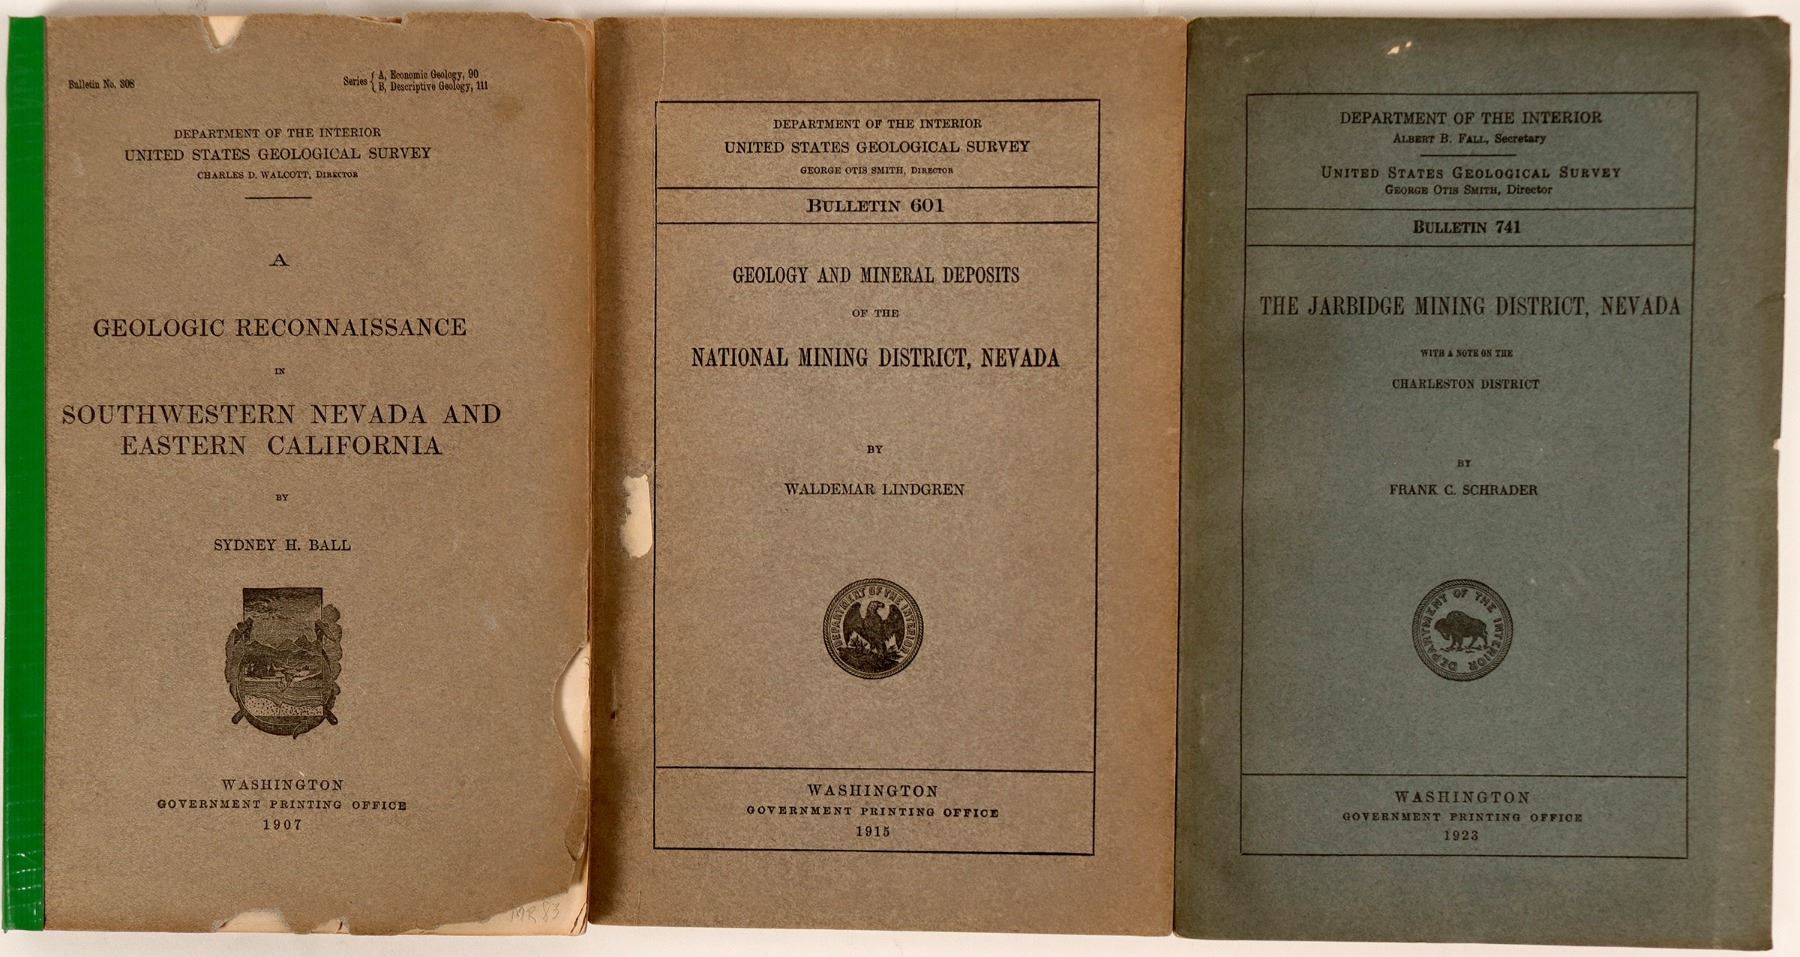 Bulletin No. 308
Series { A, Economic Geology, 90
B, Descriptive Geology, 111
DEPARTMENT OF THE INTERIOR
UNITED STATES GEOLOGICAL SURVEY
CHARLES D. WALCOTT, DIRECTOR
A
GEOLOGIC RECONNAISSANCE
IN
SOUTHWESTERN NEVADA AND
EASTERN CALIFORNIA
BY
SYDNEY H. BALL
WASHINGTON
GOVERNMENT PRINTING OFFICE
1907
DEPARTMENT OF THE INTERIOR
UNITED STATES GEOLOGICAL SURVEY
GEORGE OTIS SMITH, DIRECTOR
BULLETIN 601
GEOLOGY AND MINERAL DEPOSITS
OF THE
NATIONAL MINING DISTRICT, NEVADA
BY
WALDEMAR LINDGREN
DEPARTMENT OF THE INTERIOR
WASHINGTON
GOVERNMENT PRINTING OFFICE
1915
DEPARTMENT OF THE INTERIOR
ALBERT B. FALL, Secretary
UNITED STATES GEOLOGICAL SURVEY
GEORGE OTIS SMITH, Director
BULLETIN 741
THE JARBIDGE MINING DISTRICT, NEVADA
WITH A NOTE ON THE
CHARLESTON DISTRICT
BY
FRANK C. SCHRADER
DEPARTMENT OF THE INTERIOR
WASHINGTON
GOVERNMENT PRINTING OFFICE
1923